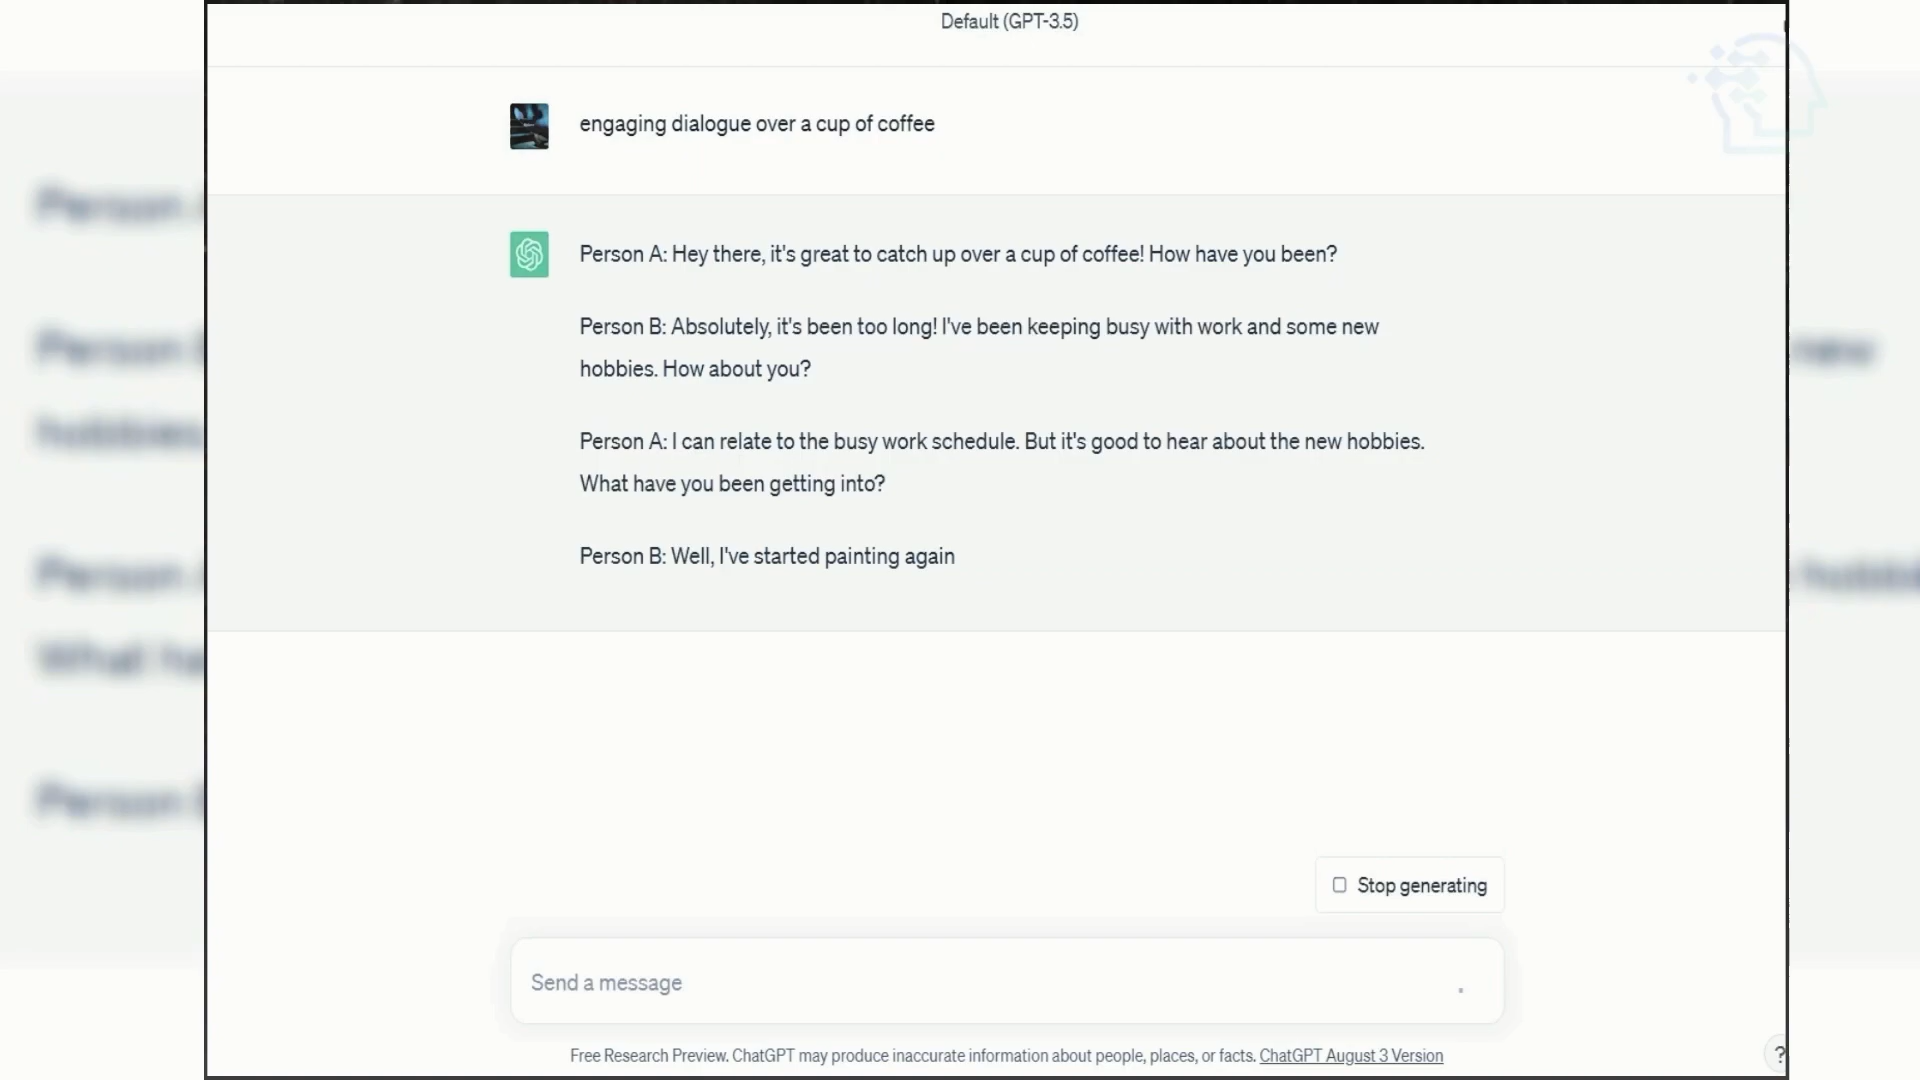 Default (GPT-3.5)
engaging dialogue over a cup of coffee
Person A: Hey there, it's great to catch up over a cup of coffee! How have you been?
Person B: Absolutely, it's been too long! I've been keeping busy with work and some new
hobbies. How about you?
Person A: I can relate to the busy work schedule. But it's good to hear about the new hobbies.
What have you been getting into?
Person B: Well, I've started painting again
Stop generating
Send a message
Free Research Preview. ChatGPT may produce inaccurate information about people, places, or facts. ChatGPT August 3 Version
?